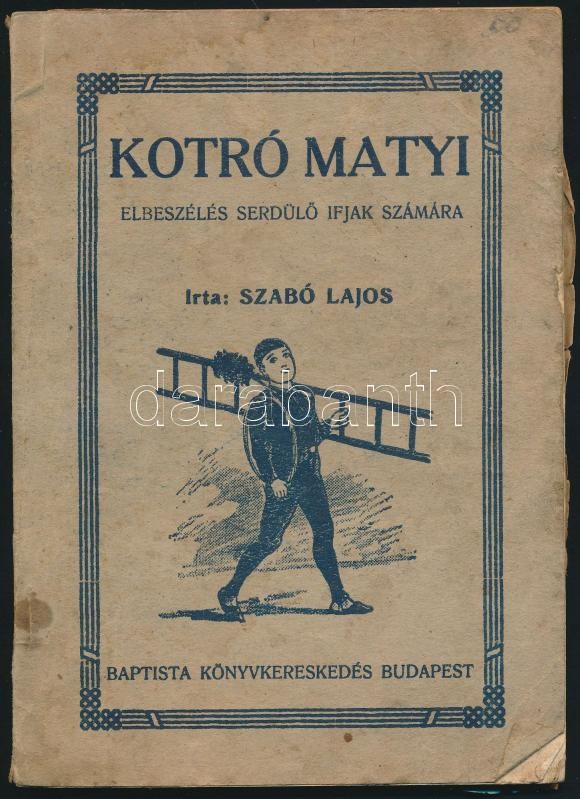 KOTRÓ MATYI
ELBESZÉLÉS SERDÜLŐ IFJAK SZÁMÁRA
Irta: SZABÓ LAJOS
darabanth
BAPTISTA KÖNYVKERESKEDÉS BUDAPEST